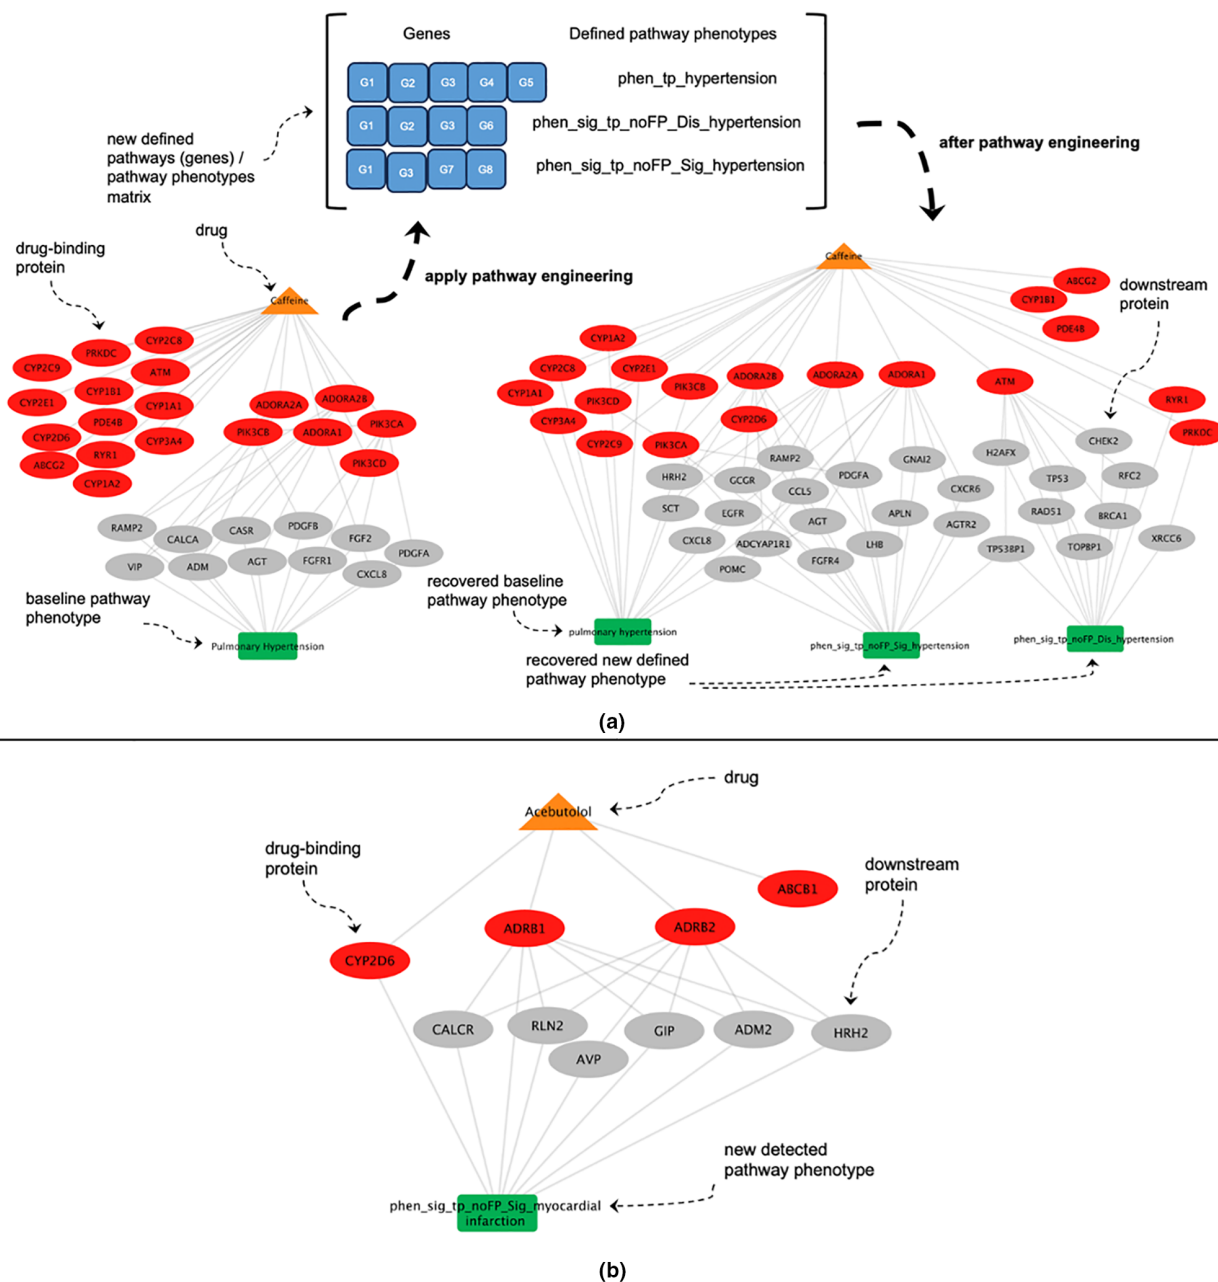 Genes
Defined pathway phenotypes
G1 G2 G3 G4 G5
phen_tp_hypertension
G1 G2 G3 G6
phen_sig_tp_noFP_Dis_hypertension
G1 G3 G7 G8
phen_sig_tp_noFP_Sig_hypertension
new defined
pathways (genes) /
pathway phenotypes
matrix
after pathway engineering
apply pathway engineering
drug
drug-binding
protein
Caffeine
CYP2C8
PRKDC
CYP2C9
ATM
CYP1B1
CYP2E1
CYP1A1
PDE4B
CYP2D6
CYP3A4
RYR1
ABCG2
CYP1A2
ADORA2A
ADORA2B
PIK3CB
ADORA1
PIK3CA
PIK3CD
RAMP2
CALCA
CASR
PDGFB
FGF2
PDGFA
VIP
ADM
AGT
FGFR1
CXCL8
baseline pathway
phenotype
Pulmonary Hypertension
Caffeine
ABCG2
CYP1B1
PDE4B
downstream
protein
CYP1A2
CYP2C8
CYP2E1
CYP1A1
PIK3CD
PIK3CB
CYP3A4
CYP2C9
PIK3CA
ADORA2B
ADORA2A
ADORA1
CYP2D6
ATM
RYR1
PRKDC
CHEK2
RAMP2
GNAI2
H2AFX
HRH2
GCGR
PDGFA
CCL5
CXCR6
TP53
RFC2
SCT
EGFR
AGT
APLN
AGTR2
RAD51
BRCA1
CXCL8
ADCYAP1R1
LHB
TP53BP1
TOPBP1
XRCC6
POMC
FGFR4
recovered baseline
pathway phenotype
pulmonary hypertension
phen_sig_tp_noFP_Sig_hypertension
phen_sig_tp_noFP_Dis_hypertension
recovered new defined
pathway phenotype
(a)
drug
Acebutolol
drug-binding
protein
downstream
protein
ABCB1
ADRB1
ADRB2
CYP2D6
CALCR
RLN2
GIP
ADM2
HRH2
AVP
new detected
pathway phenotype
phen_sig_tp_noFP_Sig_myocardial
infarction
(b)